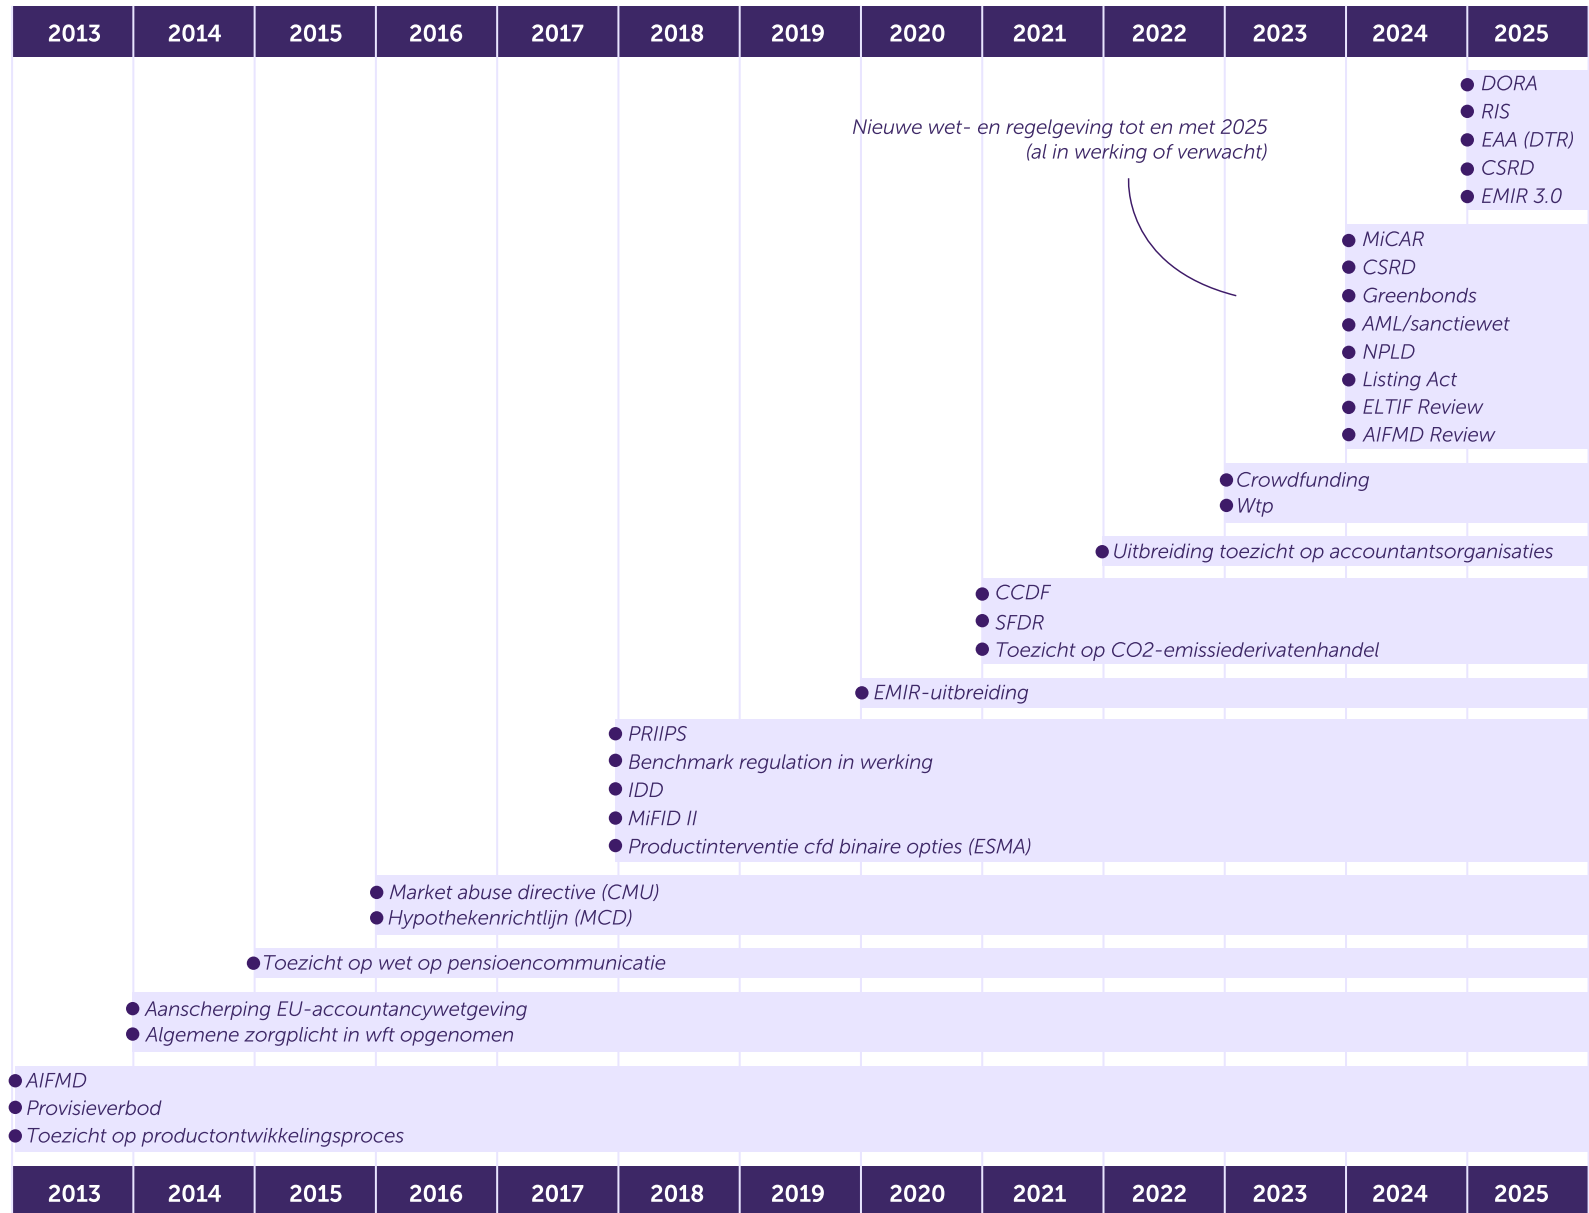 2013 2014 2015 2016 2017 2018 2019 2020 2021 2022 2023 2024 2025
DORA
RIS
EAA (DTR)
CSRD
EMIR 3.0
Nieuwe wet- en regelgeving tot en met 2025
(al in werking of verwacht)
MiCAR
CSRD
Greenbonds
AML/sanctiewet
NPLD
Listing Act
ELTIF Review
AIFMD Review
Crowdfunding
Wtp
Uitbreiding toezicht op accountantsorganisaties
CCDF
SFDR
Toezicht op CO2-emissiederivatenhandel
EMIR-uitbreiding
PRIIPS
Benchmark regulation in werking
IDD
MiFID II
Productinterventie cfd binaire opties (ESMA)
Market abuse directive (CMU)
Hypothekenrichtlijn (MCD)
Toezicht op wet op pensioencommunicatie
Aanscherping EU-accountancywetgeving
Algemene zorgplicht in wft opgenomen
AIFMD
Provisieverbod
Toezicht op productontwikkelingsproces
2013 2014 2015 2016 2017 2018 2019 2020 2021 2022 2023 2024 2025